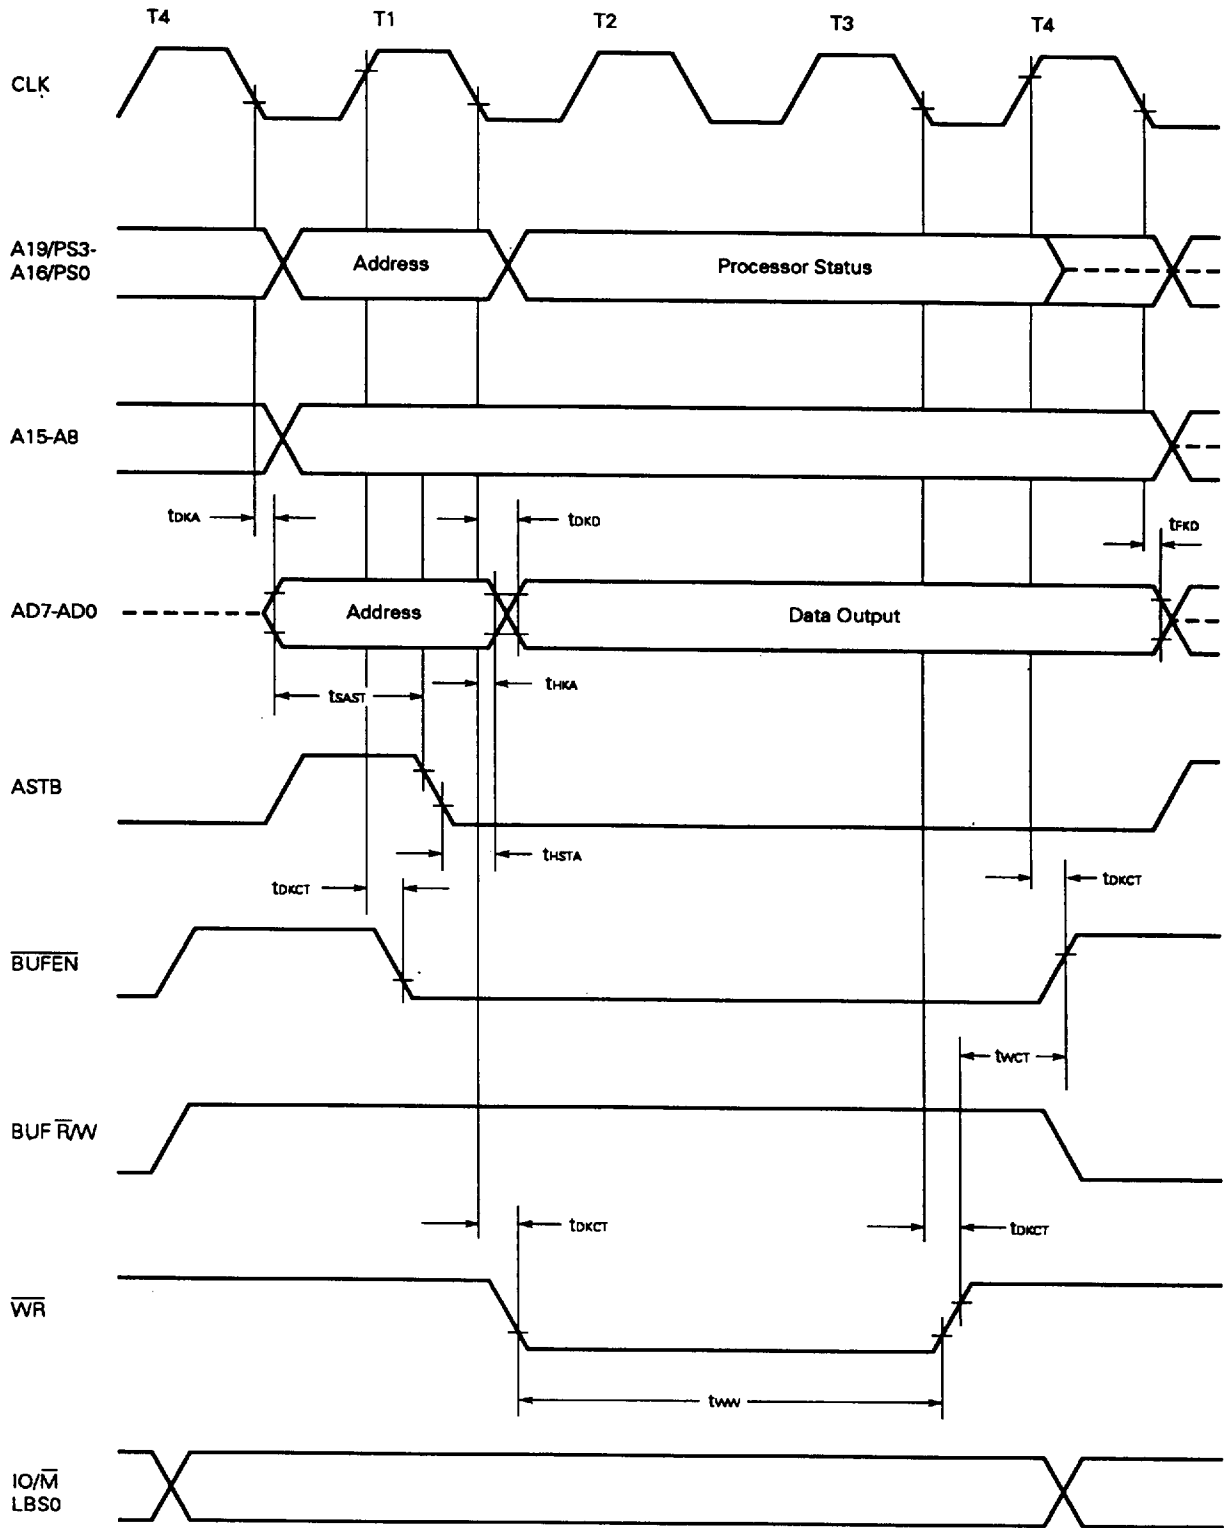 T4 T1 T2 T3 T4
CLK
A19/PS3-
A16/PS0
Address Processor Status
A15-A8
tDKA tDKD tFKD
AD7-AD0 Address Data Output
tSAST tHKA
ASTB
tHSTA
tDKCT tDKCT
BUFEN
tWCT
BUF R/W
tDKCT tDKCT
WR
tWW
IO/M
LBS0